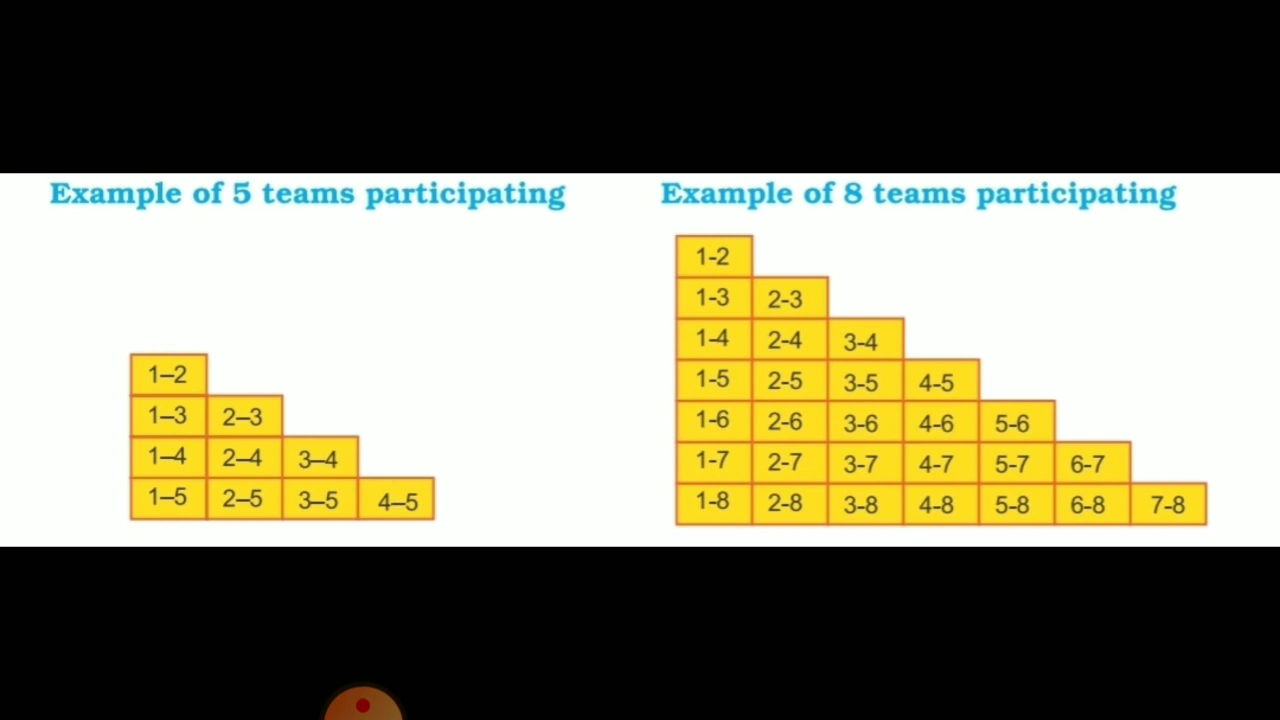 Example of 5 teams participating
1–2
1–3 2–3
1–4 2–4 3–4
1–5 2–5 3–5 4–5
Example of 8 teams participating
1-2
1-3 2-3
1-4 2-4 3-4
1-5 2-5 3-5 4-5
1-6 2-6 3-6 4-6 5-6
1-7 2-7 3-7 4-7 5-7 6-7
1-8 2-8 3-8 4-8 5-8 6-8 7-8